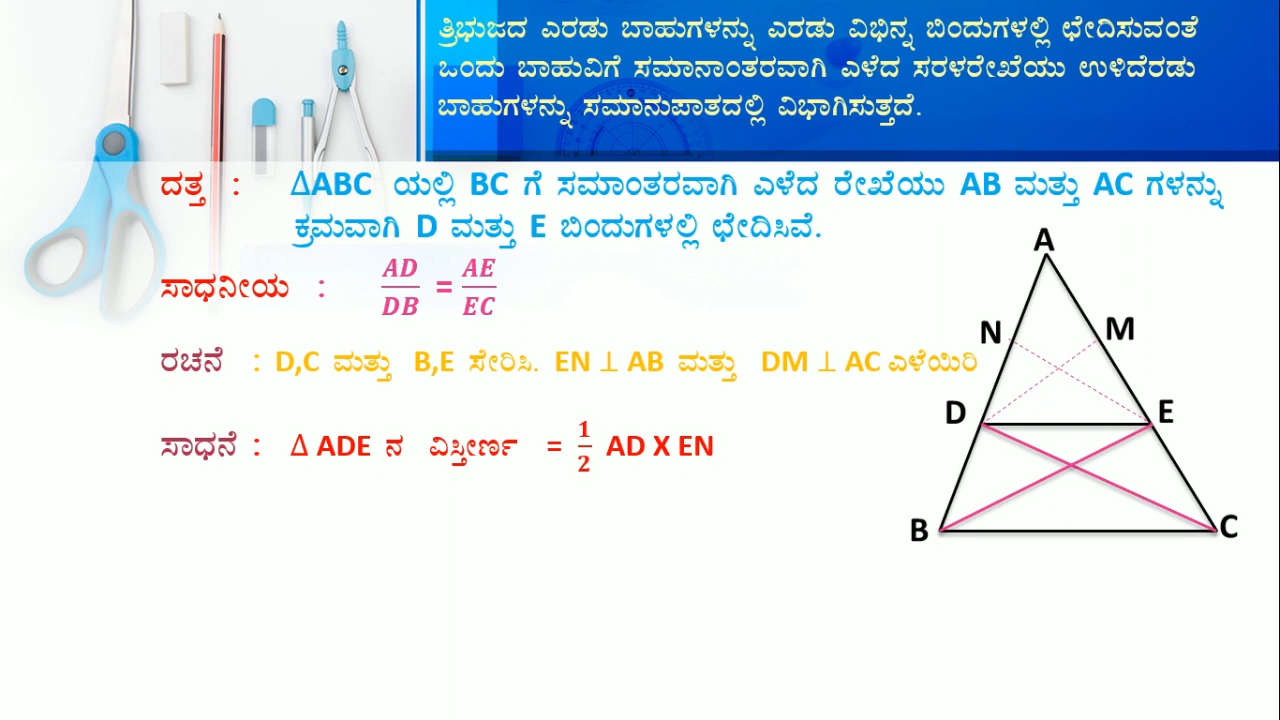 ತ್ರಿಭುಜದ ಎರಡು ಬಾಹುಗಳನ್ನು ಎರಡು ವಿಭಿನ್ನ ಬಿಂದುಗಳಲ್ಲಿ ಛೇದಿಸುವಂತೆ
ಒಂದು ಬಾಹುವಿಗೆ ಸಮಾನಾಂತರವಾಗಿ ಎಳೆದ ಸರಳರೇಖೆಯು ಉಳಿದೆರಡು
ಬಾಹುಗಳನ್ನು ಸಮಾನುಪಾತದಲ್ಲಿ ವಿಭಾಗಿಸುತ್ತದೆ.
ದತ್ತ : ΔABC ಯಲ್ಲಿ BC ಗೆ ಸಮಾಂತರವಾಗಿ ಎಳೆದ ರೇಖೆಯು AB ಮತ್ತು AC ಗಳನ್ನು
ಕ್ರಮವಾಗಿ D ಮತ್ತು E ಬಿಂದುಗಳಲ್ಲಿ ಛೇದಿಸಿವೆ.
ಸಾಧನೀಯ : AD/DB = AE/EC
ರಚನೆ : D,C ಮತ್ತು B,E ಸೇರಿಸಿ. EN ⊥ AB ಮತ್ತು DM ⊥ AC ಎಳೆಯಿರಿ
ಸಾಧನೆ : Δ ADE ನ ವಿಸ್ತೀರ್ಣ = 1/2 AD X EN
A
N M
D E
B C